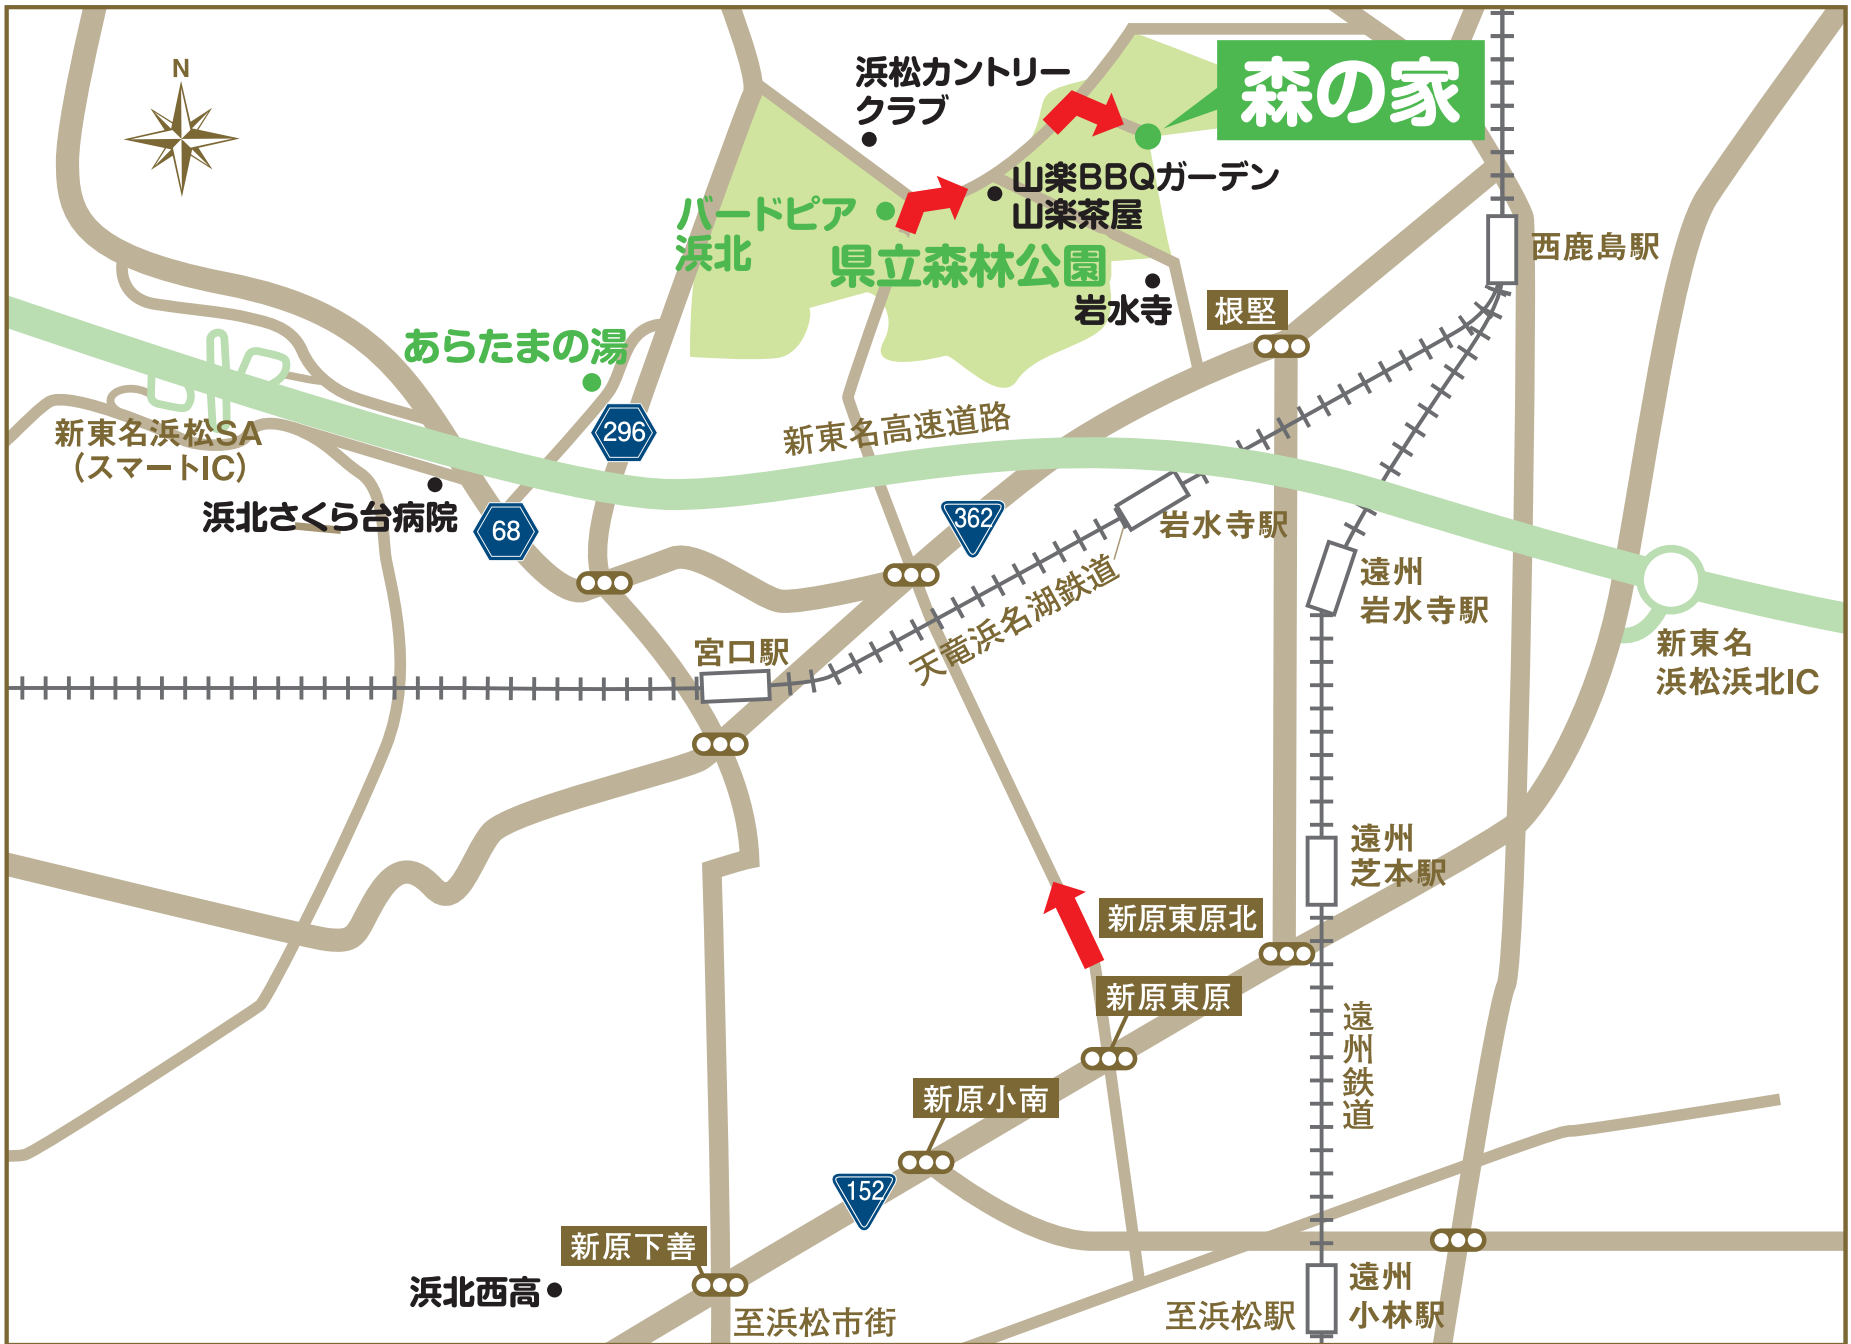 N
浜松カントリー
クラブ
森の家
山楽BBQガーデン
山楽茶屋
バードピア
浜北
県立森林公園
岩水寺
西鹿島駅
根堅
あらたまの湯
新東名高速道路
296
新東名浜松SA
（スマートIC）
浜北さくら台病院
68
362
岩水寺駅
天竜浜名湖鉄道
遠州
岩水寺駅
新東名
浜松浜北IC
宮口駅
遠州
芝本駅
新原東原北
新原東原
遠州鉄道
新原小南
152
新原下善
浜北西高
至浜松市街
至浜松駅
遠州
小林駅